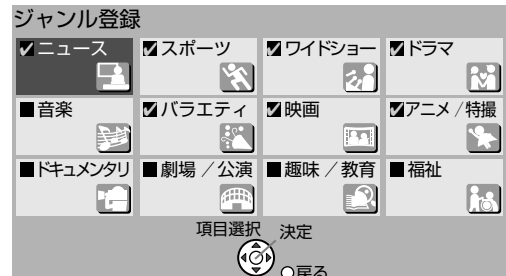 ジャンル登録
ニュース スポーツ ワイドショー ドラマ
音楽 バラエティ 映画 アニメ/特撮
ドキュメンタリ 劇場/公演 趣味/教育 福祉
項目選択 決定
戻る